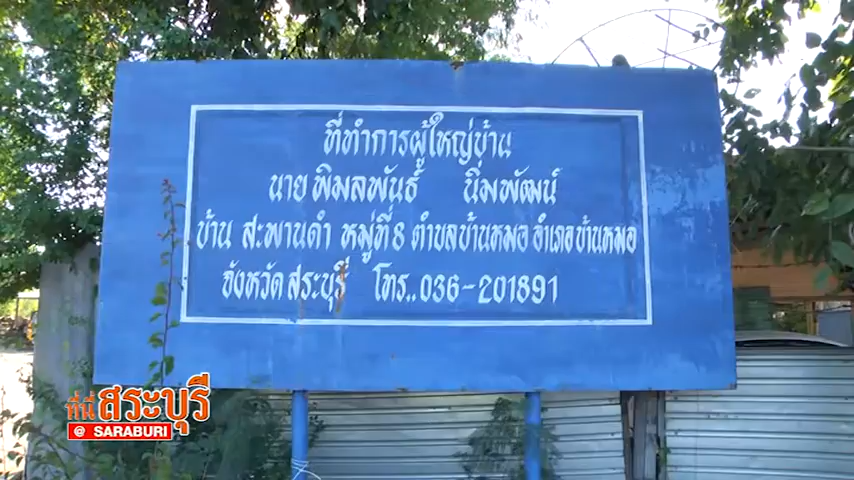 ที่ทำการผู้ใหญ่บ้าน
นาย พิมลพันธ์ นิ่มพัฒน์
บ้าน สะพานดำ หมู่ที่ 8 ตำบลบ้านหมอ อำเภอ บ้านหมอ
จังหวัด สระบุรี โทร.. 036-201891
ที่นี่ สระบุรี
@ SARABURI